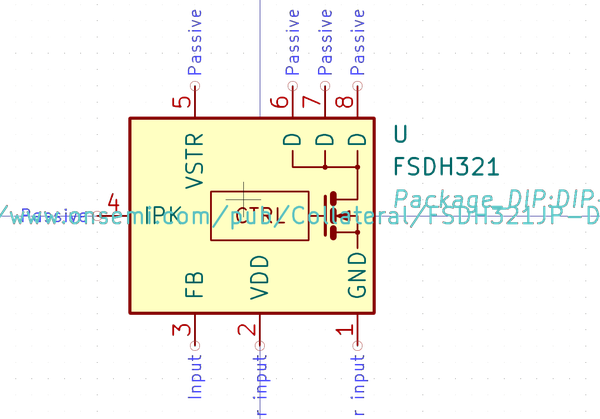 Passive
Passive
Passive
Passive
5
6
7
8
U
FSDH321
Package_DIP:DIP-
VSTR
D
D
D
4
Passive
IPK
CTRL
/www.onsemi.com/pub/Collateral/FSDH321JP-D
FB
VDD
GND
3
2
1
Input
r input
r input